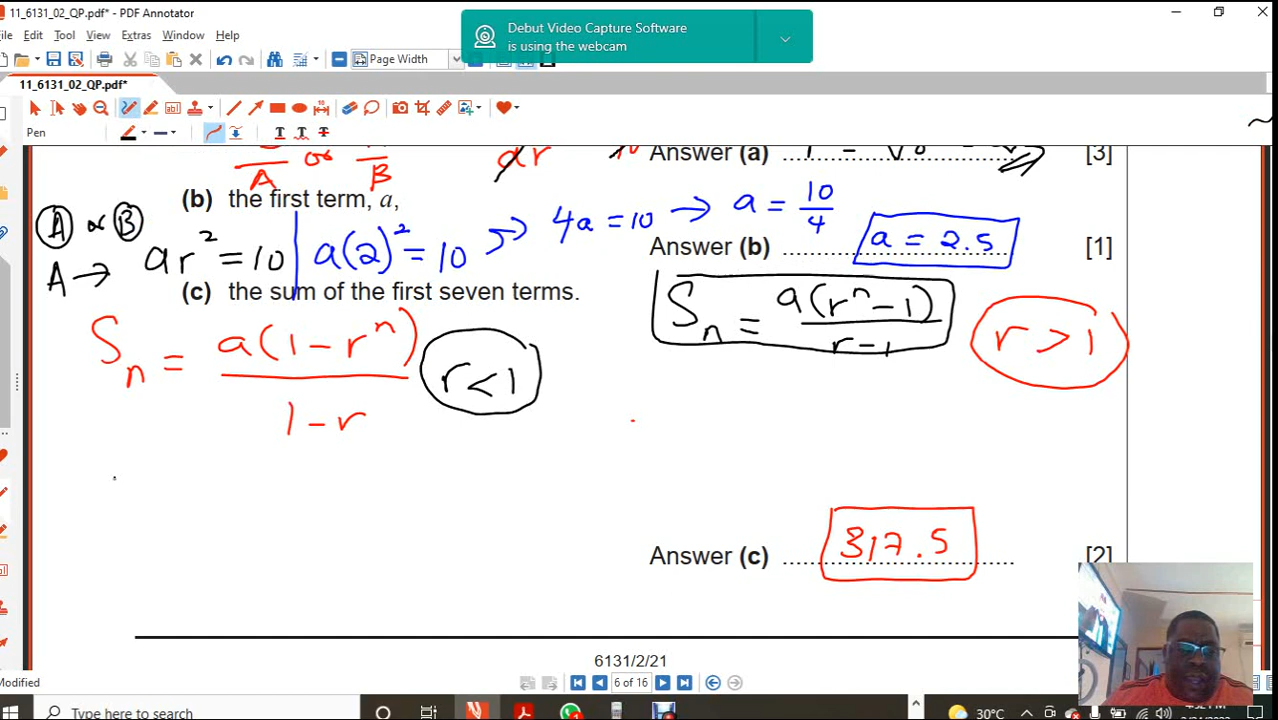 11_6131_02_QP.pdf* - PDF Annotator
Edit Tool View Extras Window Help
Debut Video Capture Software
is using the webcam
Page Width
11_6131_02_QP.pdf*
Pen
A or B
ar
Answer (a) [3]
(b) the first term, a,
A or B
A → ar² = 10 | a(2)² = 10 → 4a = 10 → a = 10/4
Answer (b) a = 2.5 [1]
(c) the sum of the first seven terms.
Sn = a(rⁿ - 1) / r - 1 r > 1
Sn = a(1 - rⁿ) / 1 - r r < 1
Answer (c) 317.5 [2]
6131/2/21
Modified
6 of 16
Type here to search
30°C